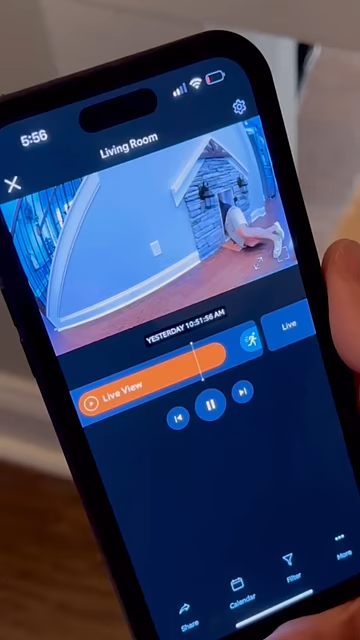 5:56
Living Room
YESTERDAY 10:51:56 AM
Live View
Live
Share
Calendar
Filter
More